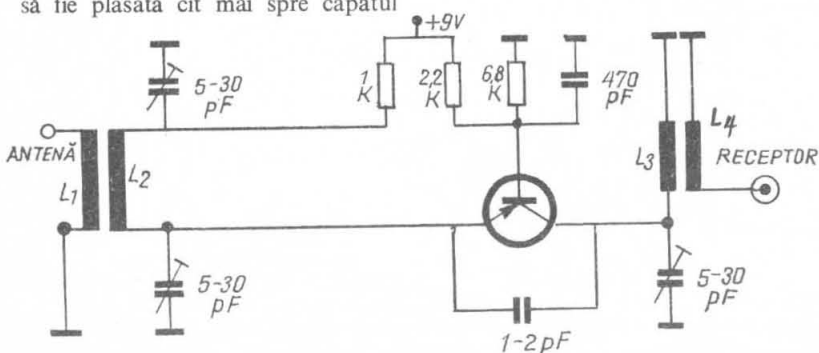 să fie plasată cît mai spre capătul
+9V
5-30
pF
1
K
2,2
K
6,8
K
470
pF
ANTENĂ
L1
L2
L3
L4
RECEPTOR
5-30
pF
1-2pF
5-30
pF